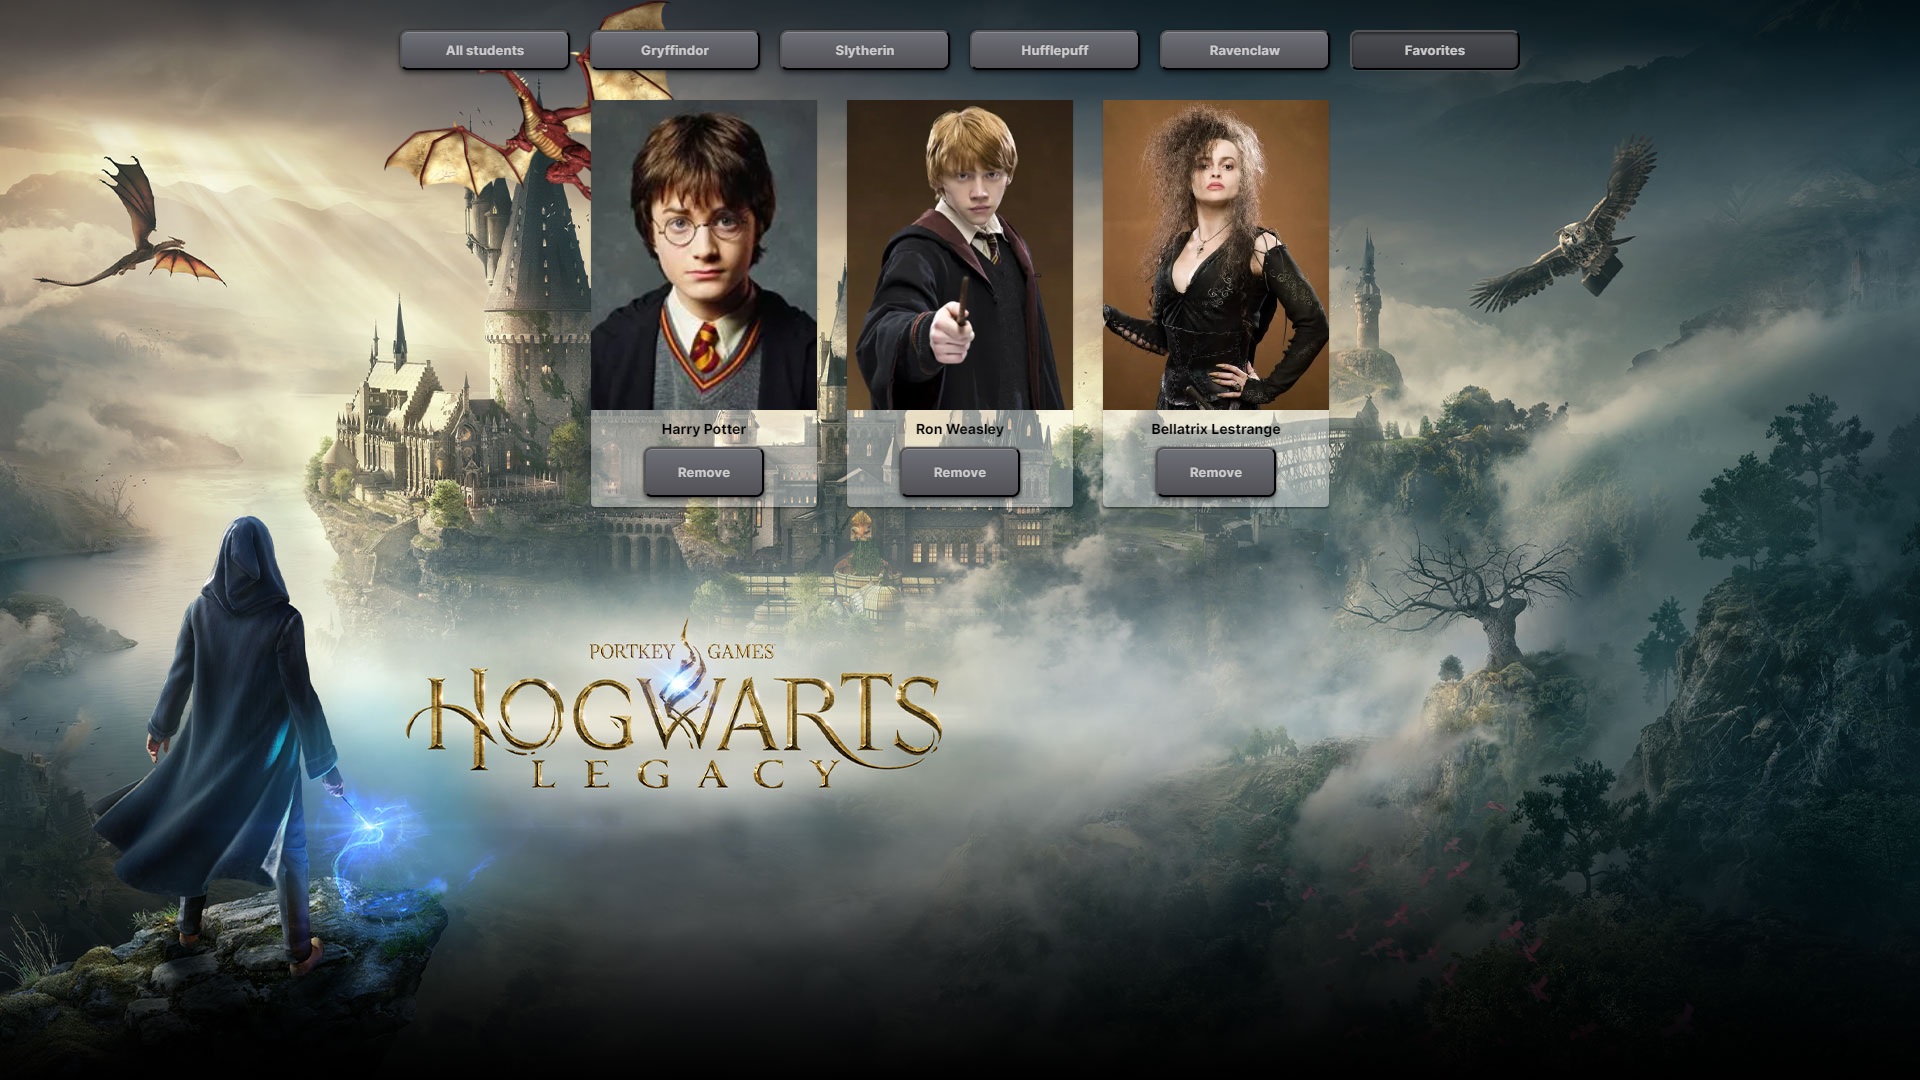 All students
Gryffindor
Slytherin
Hufflepuff
Ravenclaw
Favorites
Harry Potter
Ron Weasley
Bellatrix Lestrange
Remove
Remove
Remove
PORTKEY GAMES
HOGWARTS
LEGACY